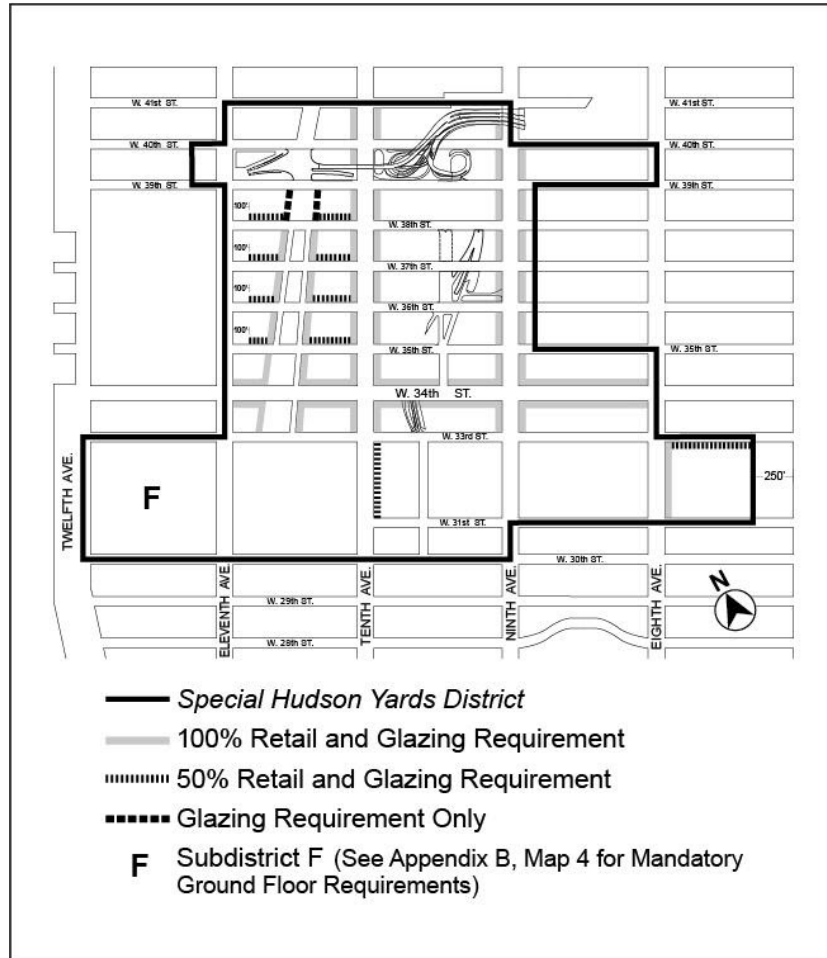 W. 41st ST. W. 41st ST.
W. 40th ST. W. 40th ST.
W. 39th ST. W. 39th ST.
100'
W. 38th ST.
100'
W. 37th ST.
100'
W. 36th ST.
100'
W. 35th ST. W. 35th ST.
W. 34th ST.
W. 33rd ST.
250'
F
TWELFTH AVE.
W. 31st ST.
W. 30th ST.
ELEVENTH AVE.
TENTH AVE.
NINTH AVE.
EIGHTH AVE.
N
W. 29th ST.
W. 28th ST.
Special Hudson Yards District
100% Retail and Glazing Requirement
50% Retail and Glazing Requirement
Glazing Requirement Only
F Subdistrict F (See Appendix B, Map 4 for Mandatory
Ground Floor Requirements)